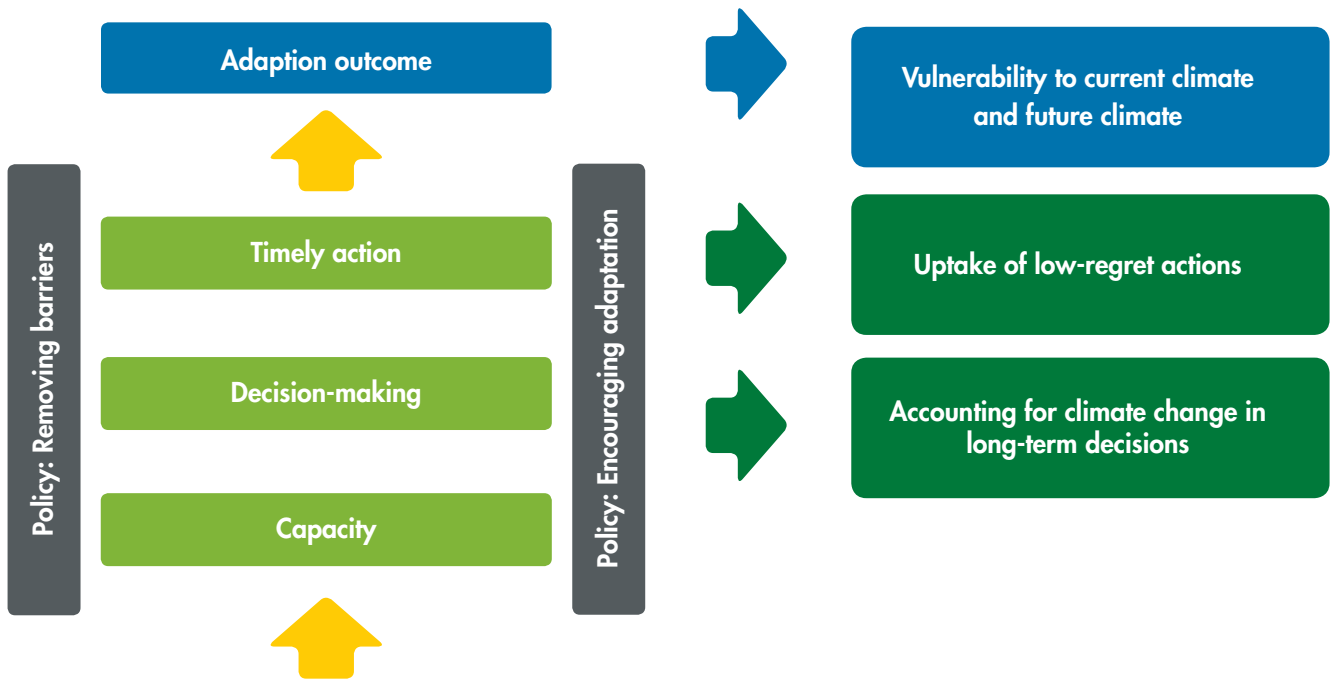 Adaption outcome
Vulnerability to current climate
and future climate
Policy: Removing barriers
Timely action
Decision-making
Capacity
Policy: Encouraging adaptation
Uptake of low-regret actions
Accounting for climate change in
long-term decisions